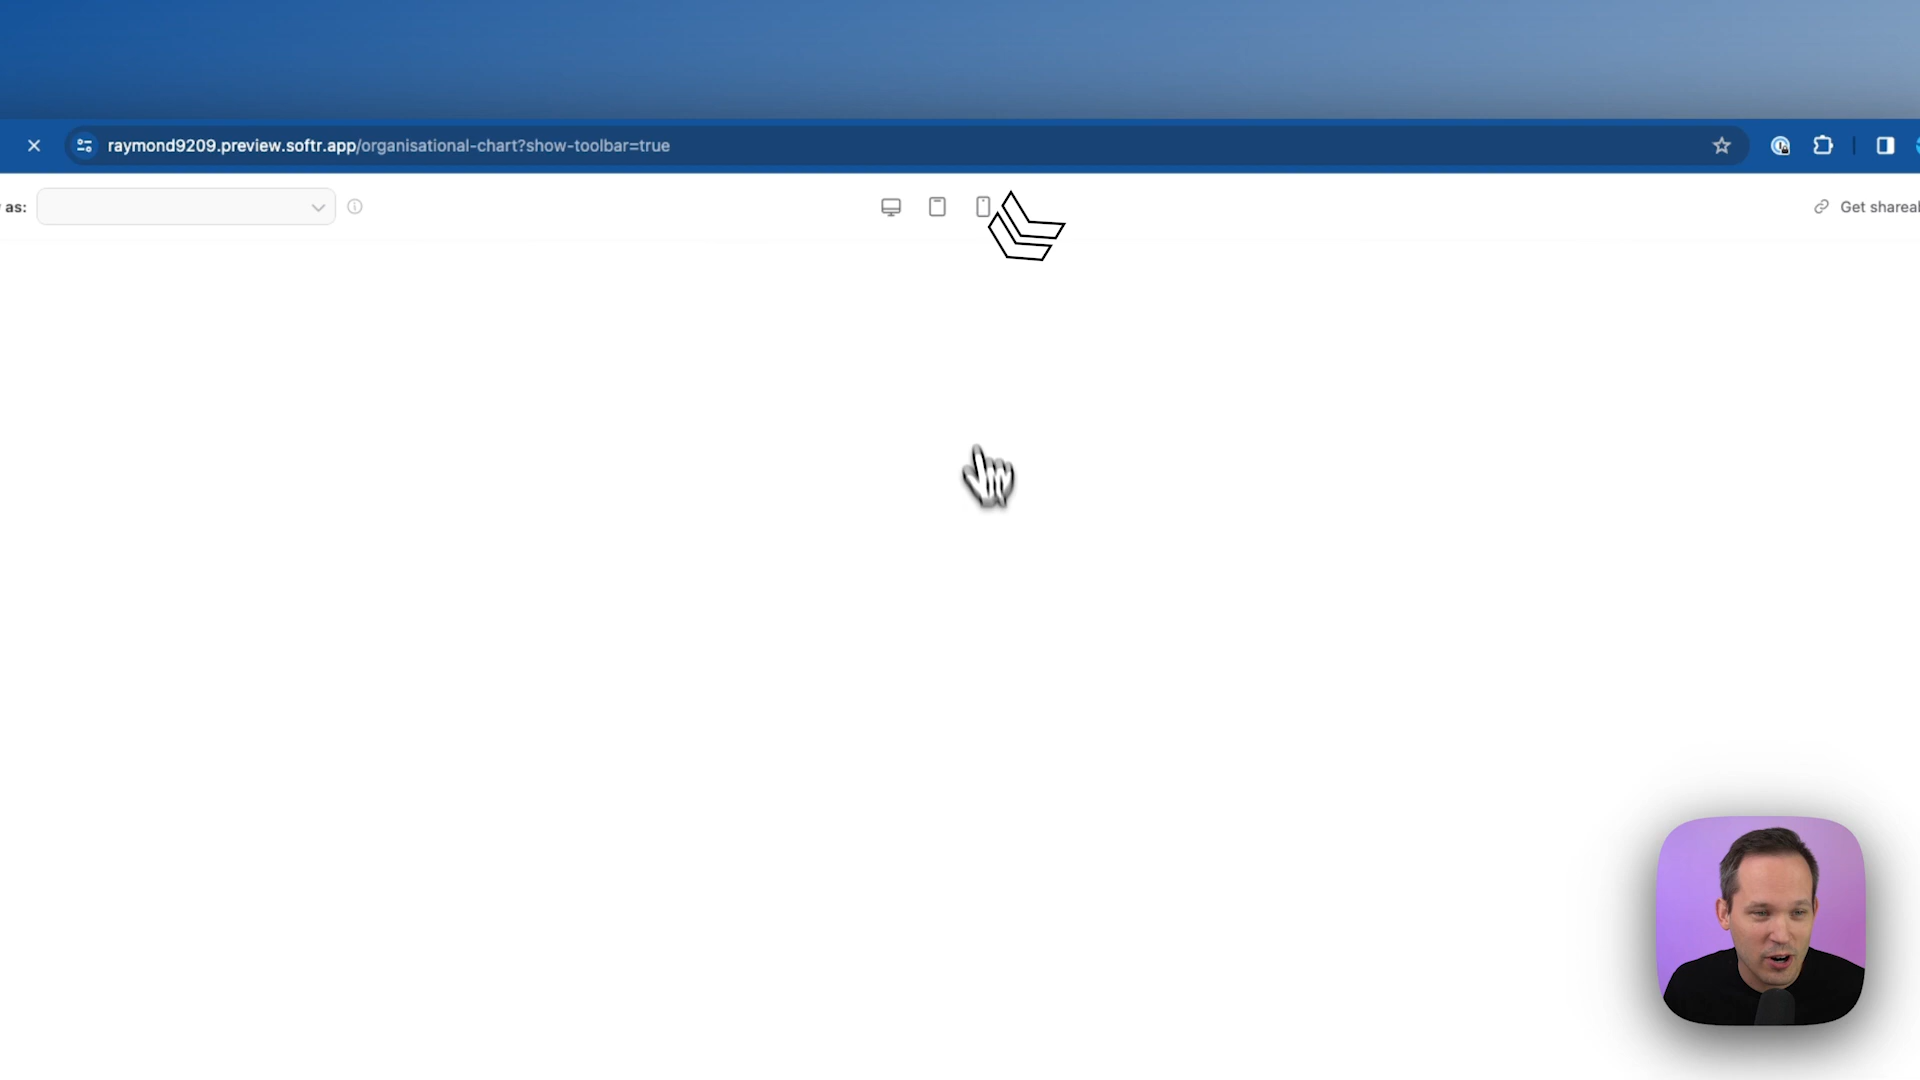 raymond9209.preview.softr.app/organisational-chart?show-toolbar=true
as:
Get shareal